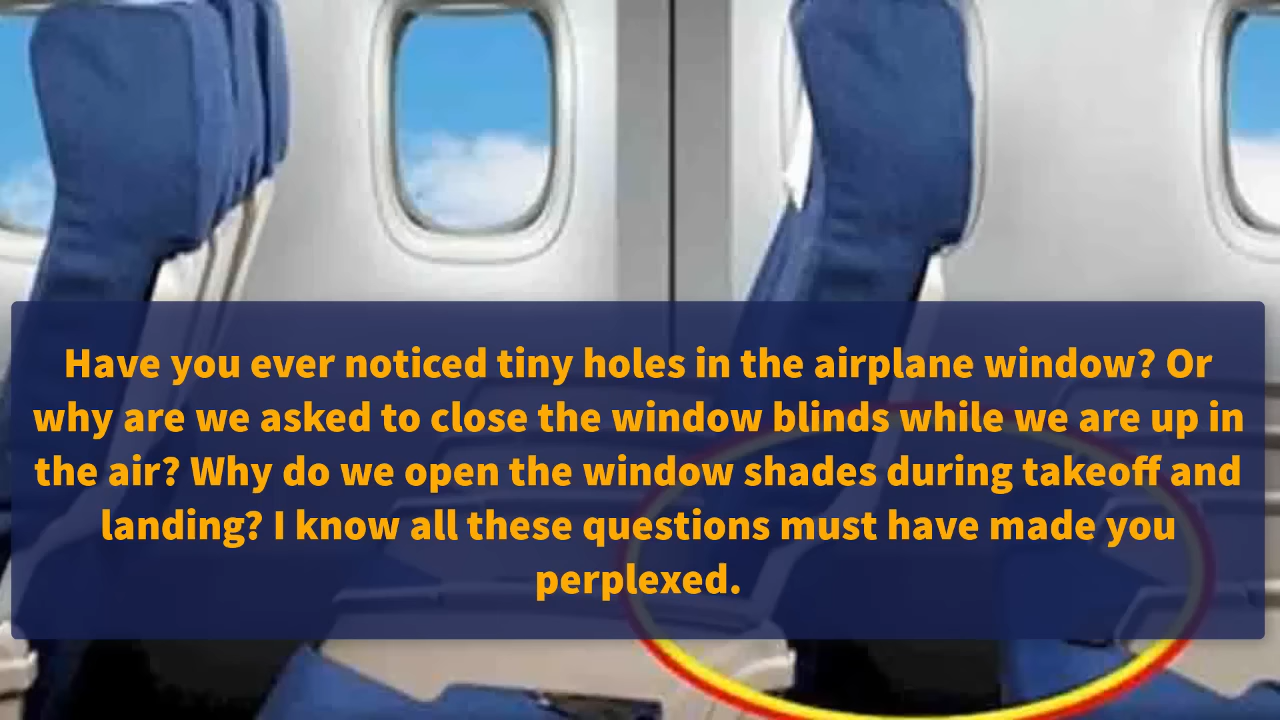 Have you ever noticed tiny holes in the airplane window? Or
why are we asked to close the window blinds while we are up in
the air? Why do we open the window shades during takeoff and
landing? I know all these questions must have made you
perplexed.